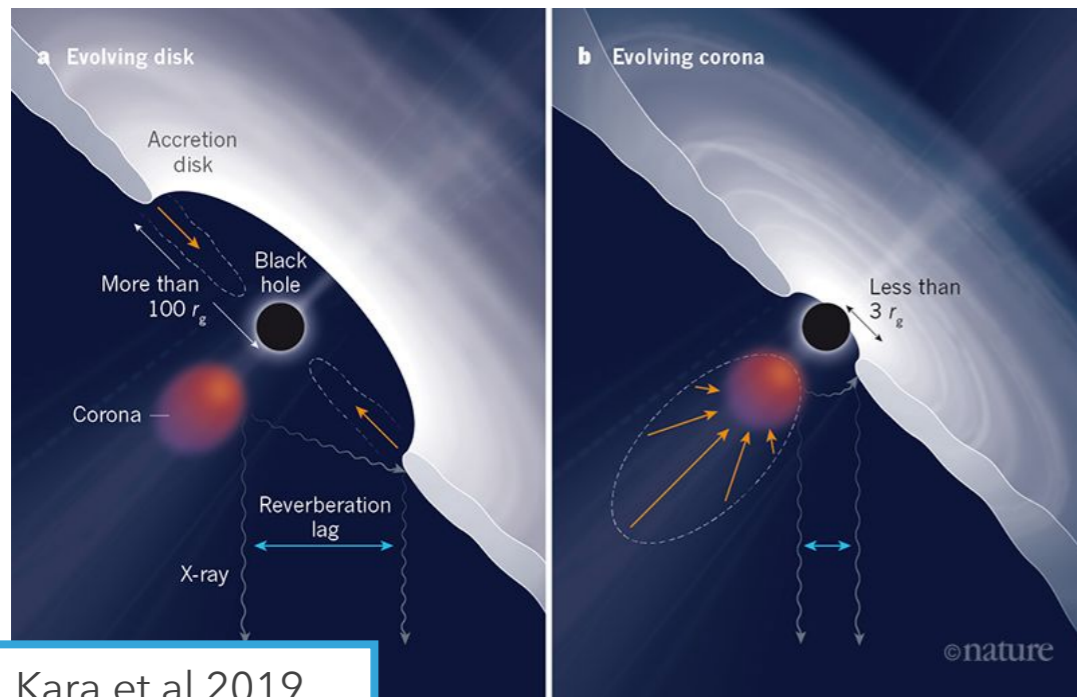 a Evolving disk
Accretion
disk
Black
hole
More than
100 rg
Corona
Reverberation
lag
X-ray
b Evolving corona
Less than
3 rg
©nature
Kara et al 2019